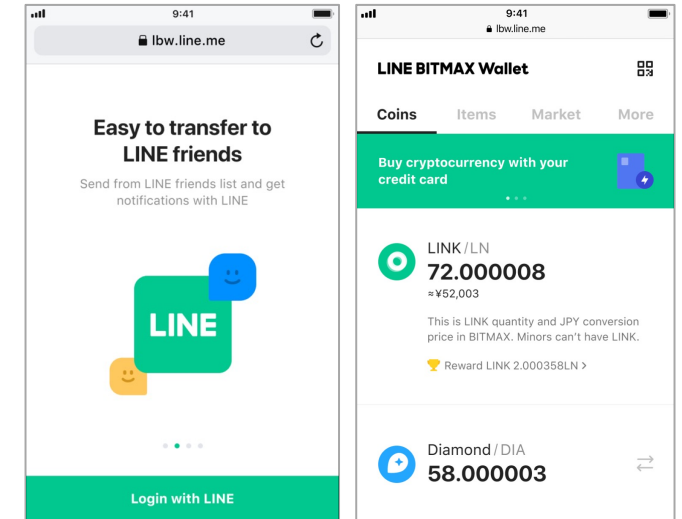 9:41
lbw.line.me
Easy to transfer to
LINE friends
Send from LINE friends list and get
notifications with LINE
LINE
Login with LINE
9:41
lbw.line.me
LINE BITMAX Wallet
Coins Items Market More
Buy cryptocurrency with your
credit card
LINK/LN
72.000008
≈¥52,003
This is LINK quantity and JPY conversion
price in BITMAX. Minors can't have LINK.
Reward LINK 2.000358LN >
Diamond/DIA
58.000003